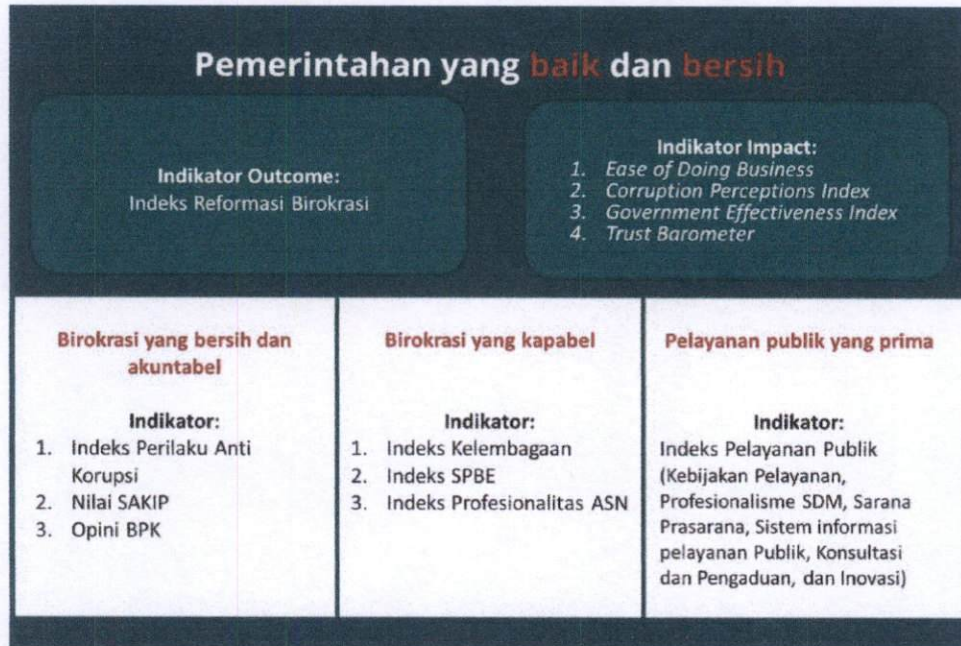 Pemerintahan yang baik dan bersih
Indikator Outcome:
Indeks Reformasi Birokrasi
Indikator Impact:
1. Ease of Doing Business
2. Corruption Perceptions Index
3. Government Effectiveness Index
4. Trust Barometer
Birokrasi yang bersih dan
akuntabel
Indikator:
1. Indeks Perilaku Anti
Korupsi
2. Nilai SAKIP
3. Opini BPK
Birokrasi yang kapabel
Indikator:
1. Indeks Kelembagaan
2. Indeks SPBE
3. Indeks Profesionalitas ASN
Pelayanan publik yang prima
Indikator:
Indeks Pelayanan Publik
(Kebijakan Pelayanan,
Profesionalisme SDM, Sarana
Prasarana, Sistem informasi
pelayanan Publik, Konsultasi
dan Pengaduan, dan Inovasi)